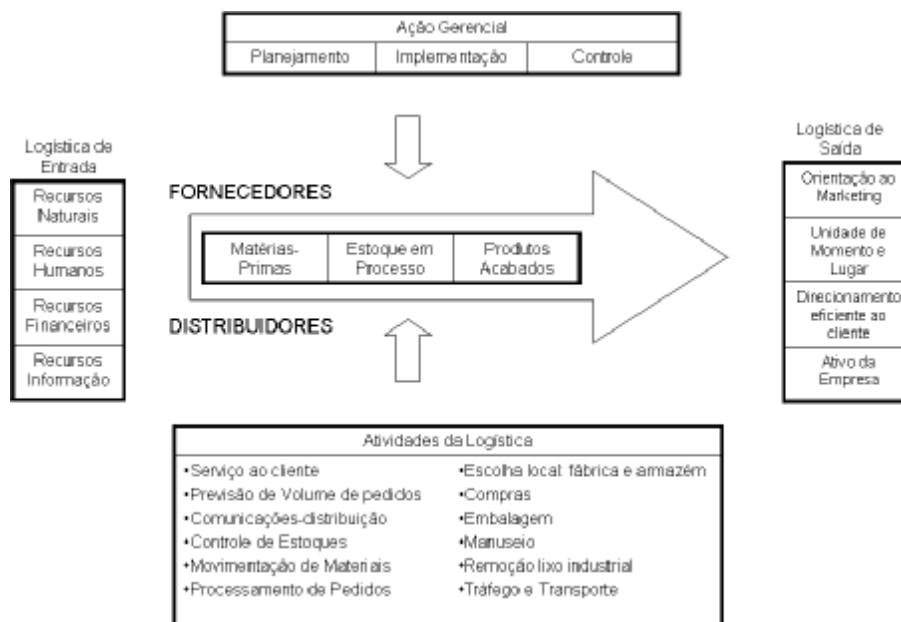 Ação Gerencial
Planejamento
Implementação
Controle
Logística de
Entrada
Recursos
Naturais
Recursos
Humanos
Recursos
Financeiros
Recursos
Informação
FORNECEDORES
Matérias-
Primas
Estoque em
Processo
Produtos
Acabados
DISTRIBUIDORES
Logística de
Saída
Orientação ao
Marketing
Unidade de
Momento e
Lugar
Direcionamento
eficiente ao
cliente
Ativo da
Empresa
Atividades da Logística
•Serviço ao cliente
•Previsão de Volume de pedidos
•Comunicações-distribuição
•Controle de Estoques
•Movimentação de Materiais
•Processamento de Pedidos
•Escolha local: fábrica e armazém
•Compras
•Embalagem
•Manuseio
•Remoção lixo industrial
•Tráfego e Transporte